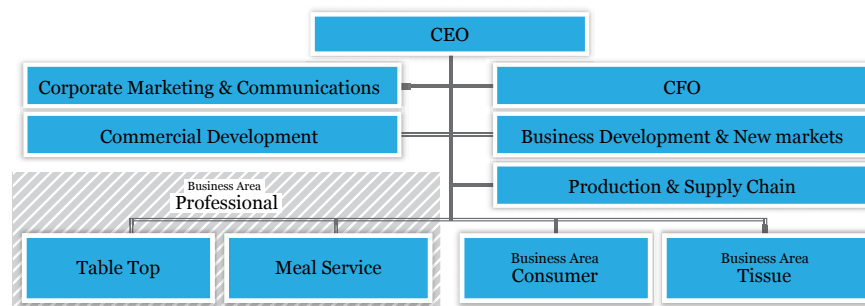 CEO
Corporate Marketing & Communications
CFO
Commercial Development
Business Development & New markets
Production & Supply Chain
Business Area
Professional
Table Top
Meal Service
Business Area
Consumer
Business Area
Tissue